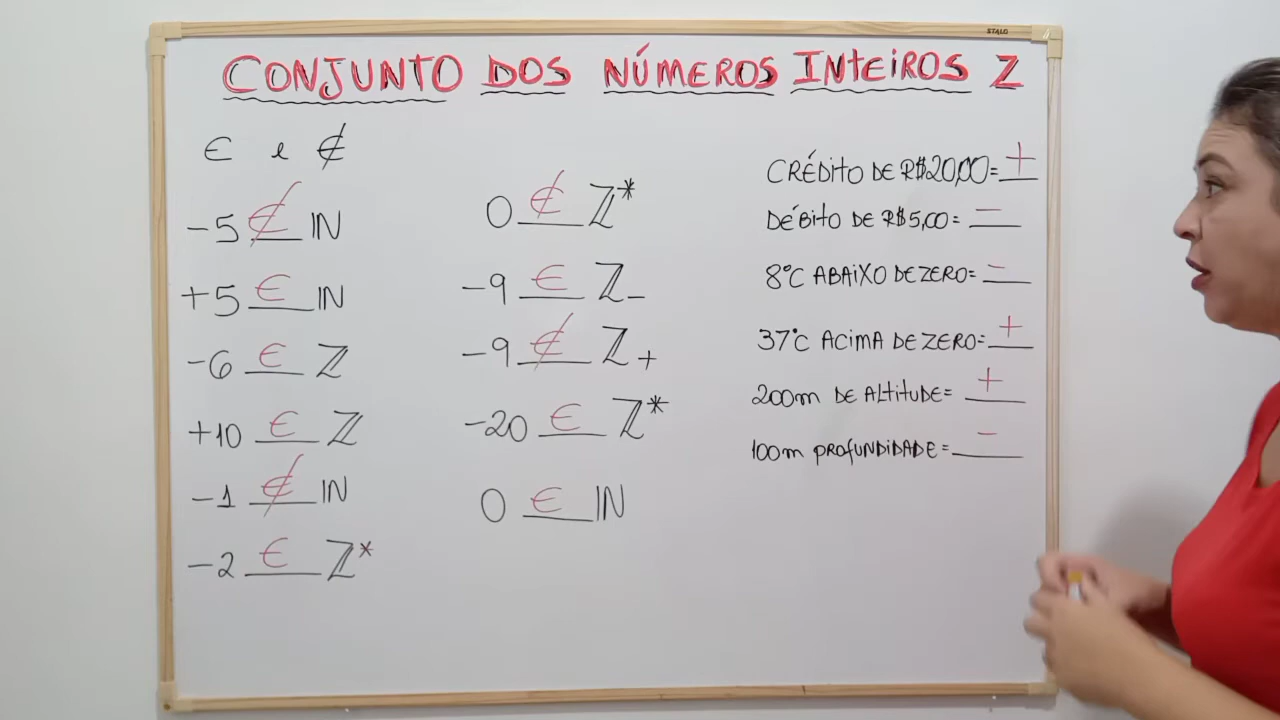 STALO
CONJUNTO DOS NÚMEROS INTEIROS Z
∈ e ∉
-5 ∉ IN
+5 ∈ IN
-6 ∈ ℤ
+10 ∈ ℤ
-1 ∉ IN
-2 ∈ ℤ*
0 ∉ ℤ*
-9 ∈ ℤ_
-9 ∉ ℤ+
-20 ∈ ℤ*
0 ∈ IN
CRÉDITO DE R$20,00= +
DÉBITO DE R$5,00= -
8°C ABAIXO DE ZERO= -
37°C ACIMA DE ZERO= +
200m DE ALTITUDE= +
100m PROFUNDIDADE= -